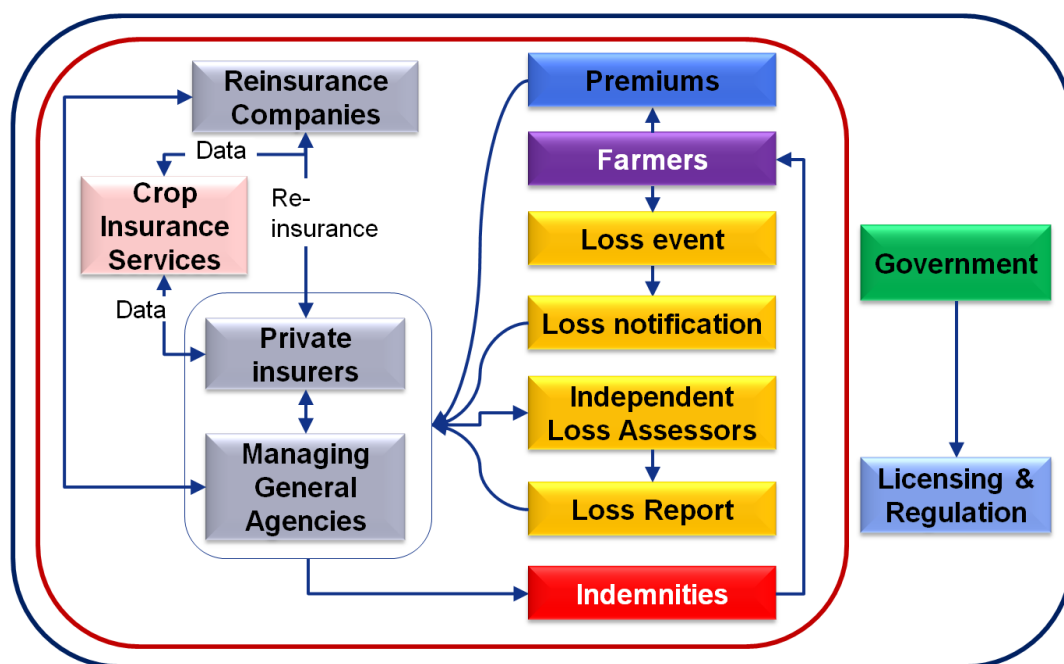 Reinsurance
Companies
Data
Crop
Insurance
Services
Re-
insurance
Data
Private
insurers
Managing
General
Agencies
Premiums
Farmers
Loss event
Loss notification
Independent
Loss Assessors
Loss Report
Indemnities
Government
Licensing &
Regulation